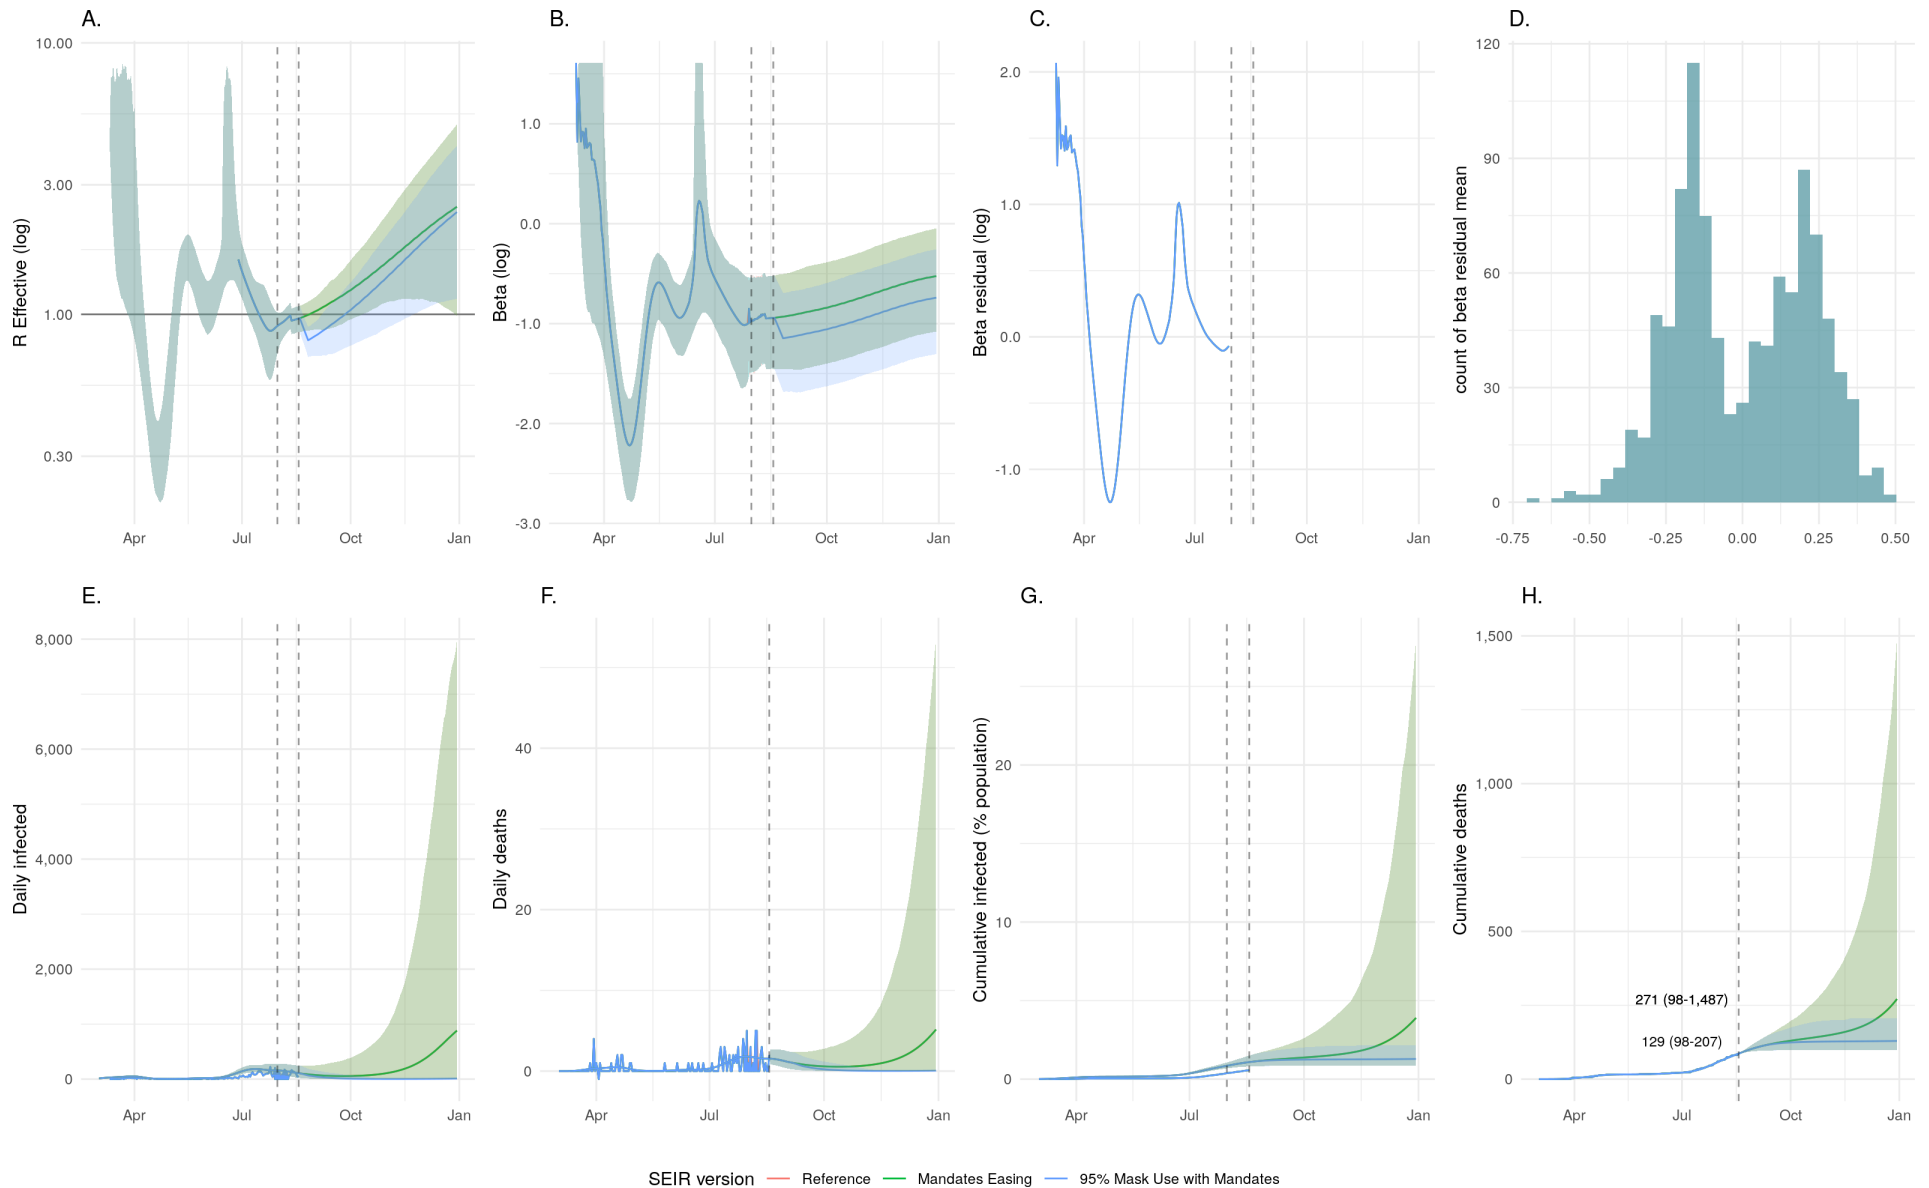 A.
B.
C.
D.
R Effective (log)
10.00
3.00
1.00
0.30
Apr
Jul
Oct
Jan
Beta (log)
1.0
0.0
-1.0
-2.0
-3.0
Apr
Jul
Oct
Jan
Beta residual (log)
2.0
1.0
0.0
-1.0
Apr
Jul
Oct
Jan
count of beta residual mean
120
90
60
30
0
-0.75
-0.50
-0.25
0.00
0.25
0.50
E.
F.
G.
H.
Daily infected
8,000
6,000
4,000
2,000
0
Apr
Jul
Oct
Jan
Daily deaths
40
20
0
Apr
Jul
Oct
Jan
Cumulative infected (% population)
20
10
0
Apr
Jul
Oct
Jan
Cumulative deaths
1,500
1,000
500
0
271 (98-1,487)
129 (98-207)
Apr
Jul
Oct
Jan
SEIR version
Reference
Mandates Easing
95% Mask Use with Mandates